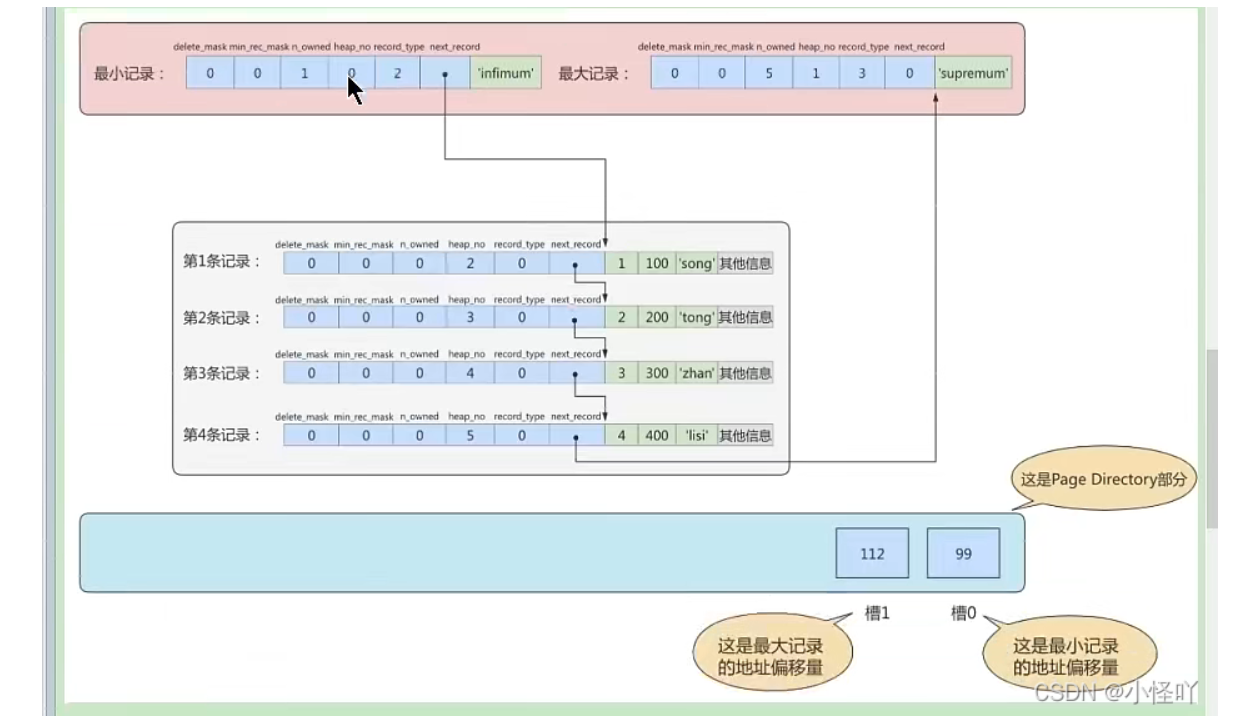 delete_mask min_rec_mask n_owned heap_no record_type next_record
最小记录： 0 0 1 0 2 'infimum'
delete_mask min_rec_mask n_owned heap_no record_type next_record
最大记录： 0 0 5 1 3 0 'supremum'
delete_mask min_rec_mask n_owned heap_no record_type next_record
第1条记录： 0 0 0 2 0 1 100 'song' 其他信息
delete_mask min_rec_mask n_owned heap_no record_type next_record
第2条记录： 0 0 0 3 0 2 200 'tong' 其他信息
delete_mask min_rec_mask n_owned heap_no record_type next_record
第3条记录： 0 0 0 4 0 3 300 'zhan' 其他信息
delete_mask min_rec_mask n_owned heap_no record_type next_record
第4条记录： 0 0 0 5 0 4 400 'lisi' 其他信息
这是Page Directory部分
112 99
槽1 槽0
这是最大记录
的地址偏移量
这是最小记录
的地址偏移量
CSDN @小怪吖